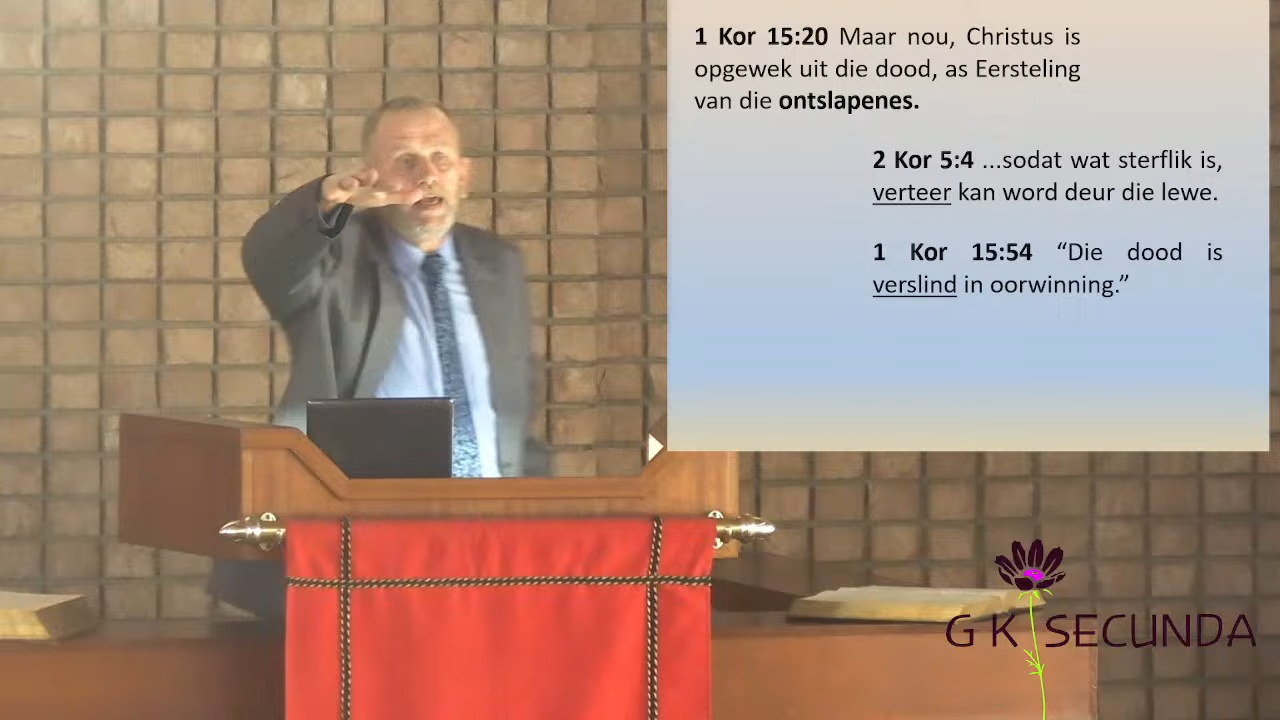 1 Kor 15:20 Maar nou, Christus is
opgewek uit die dood, as Eersteling
van die ontslapenes.
2 Kor 5:4 ...sodat wat sterflik is,
verteer kan word deur die lewe.
1 Kor 15:54 “Die dood is
verslind in oorwinning.”
G K SECUNDA